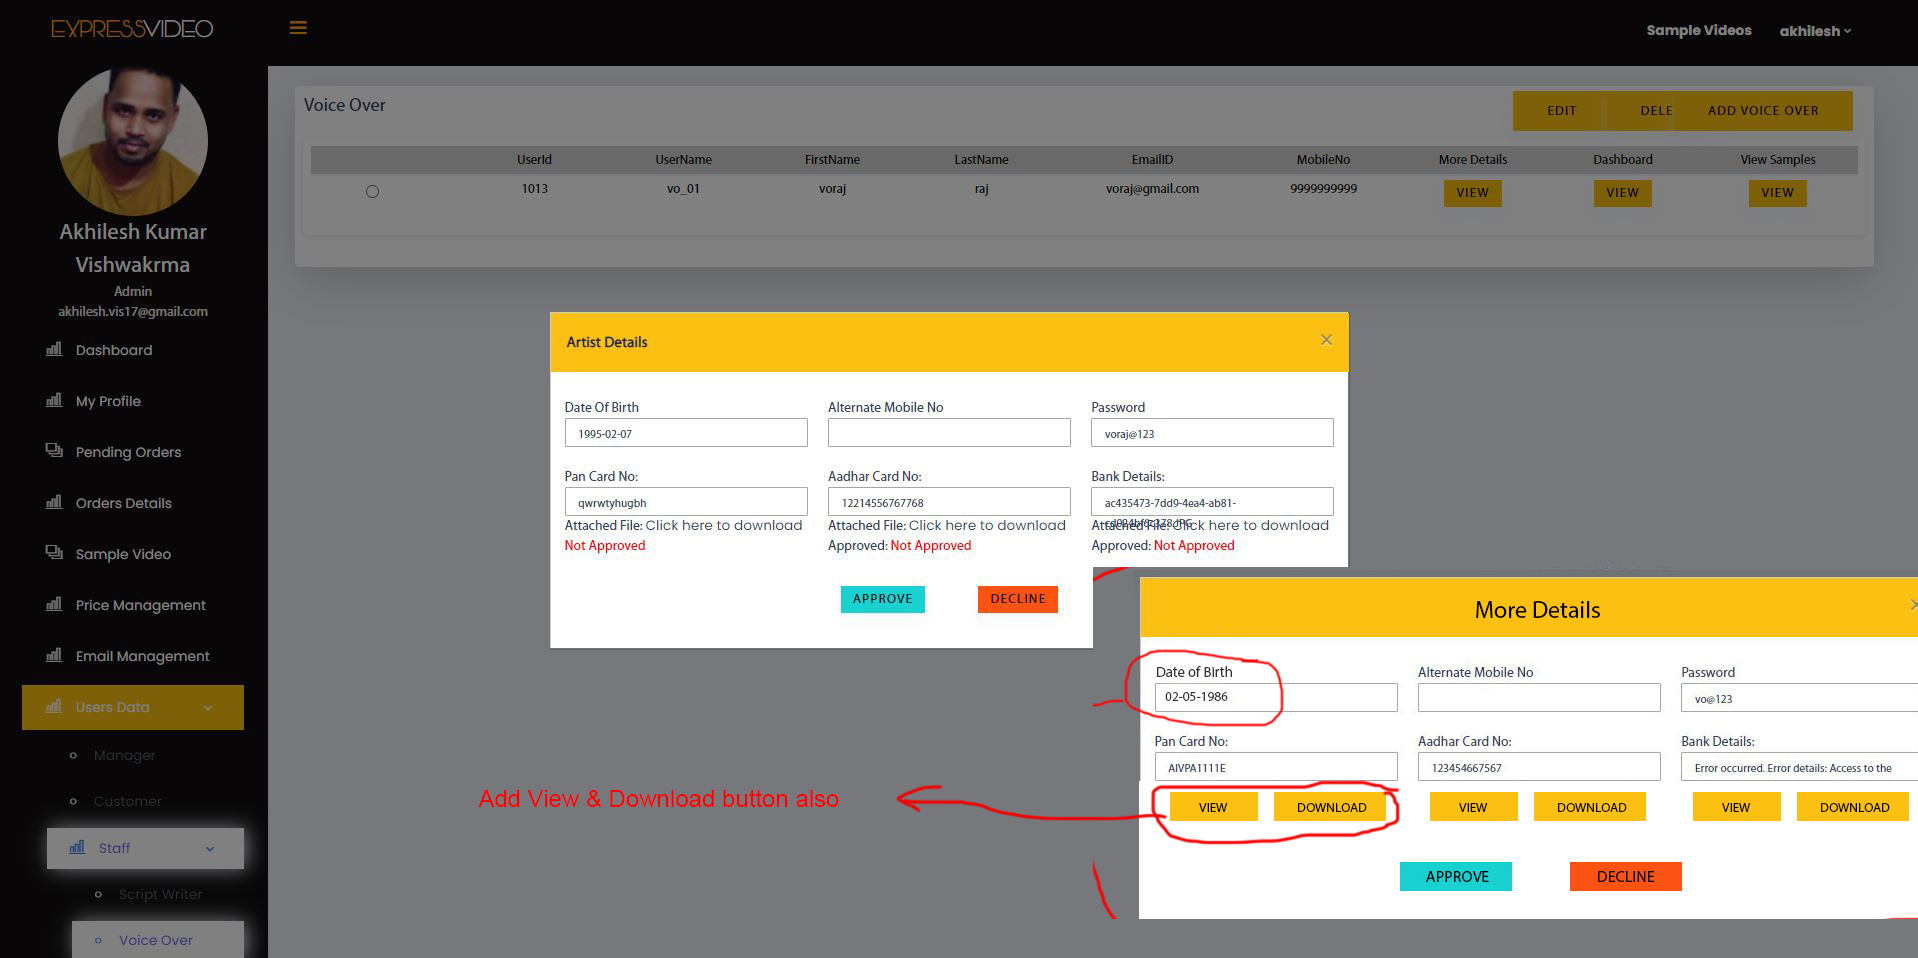 EXPRESSVIDEO
Sample Videos
akhilesh
Akhilesh Kumar
Vishwakrma
Admin
akhilesh.vis17@gmail.com
Dashboard
My Profile
Pending Orders
Orders Details
Sample Video
Price Management
Email Management
Users Data
Manager
Customer
Staff
Script Writer
Voice Over
Voice Over
EDIT DELE ADD VOICE OVER
UserId UserName FirstName LastName EmailID MobileNo More Details Dashboard View Samples
1013 vo_01 voraj raj voraj@gmail.com 9999999999 VIEW VIEW VIEW
Artist Details ×
Date Of Birth Alternate Mobile No Password
1995-02-07 voraj@123
Pan Card No: Aadhar Card No: Bank Details:
qwrwtyhugbh 12214556767768 ac435473-7dd9-4ea4-ab81-
Attached File: Click here to download Attached File: Click here to download Attached File: Click here to download
Not Approved Approved: Not Approved Approved: Not Approved
APPROVE DECLINE
More Details ×
Date of Birth Alternate Mobile No Password
02-05-1986 vo@123
Pan Card No: Aadhar Card No: Bank Details:
AIVPA1111E 123454667567 Error occurred. Error details: Access to the
VIEW DOWNLOAD VIEW DOWNLOAD VIEW DOWNLOAD
Add View & Download button also
APPROVE DECLINE